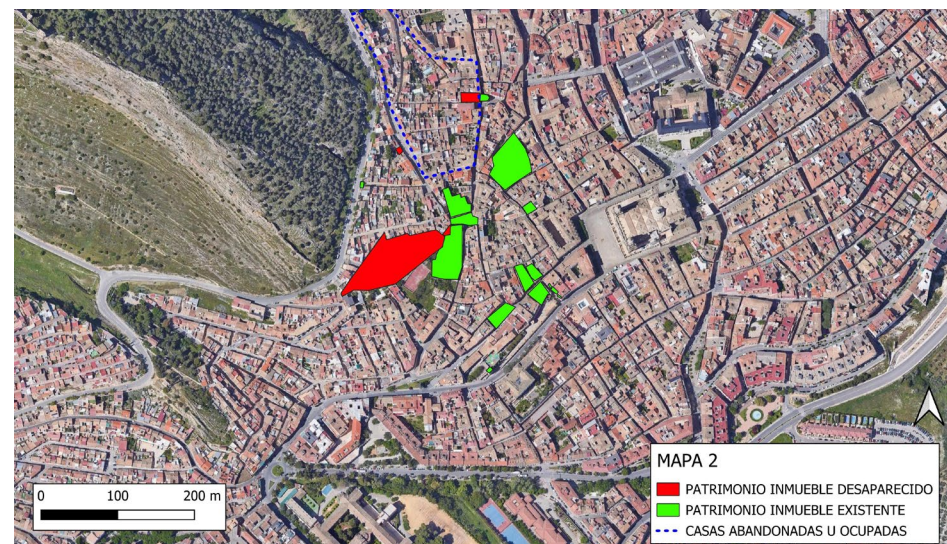 MAPA 2
PATRIMONIO INMUEBLE DESAPARECIDO
PATRIMONIO INMUEBLE EXISTENTE
CASAS ABANDONADAS U OCUPADAS
0 100 200 m